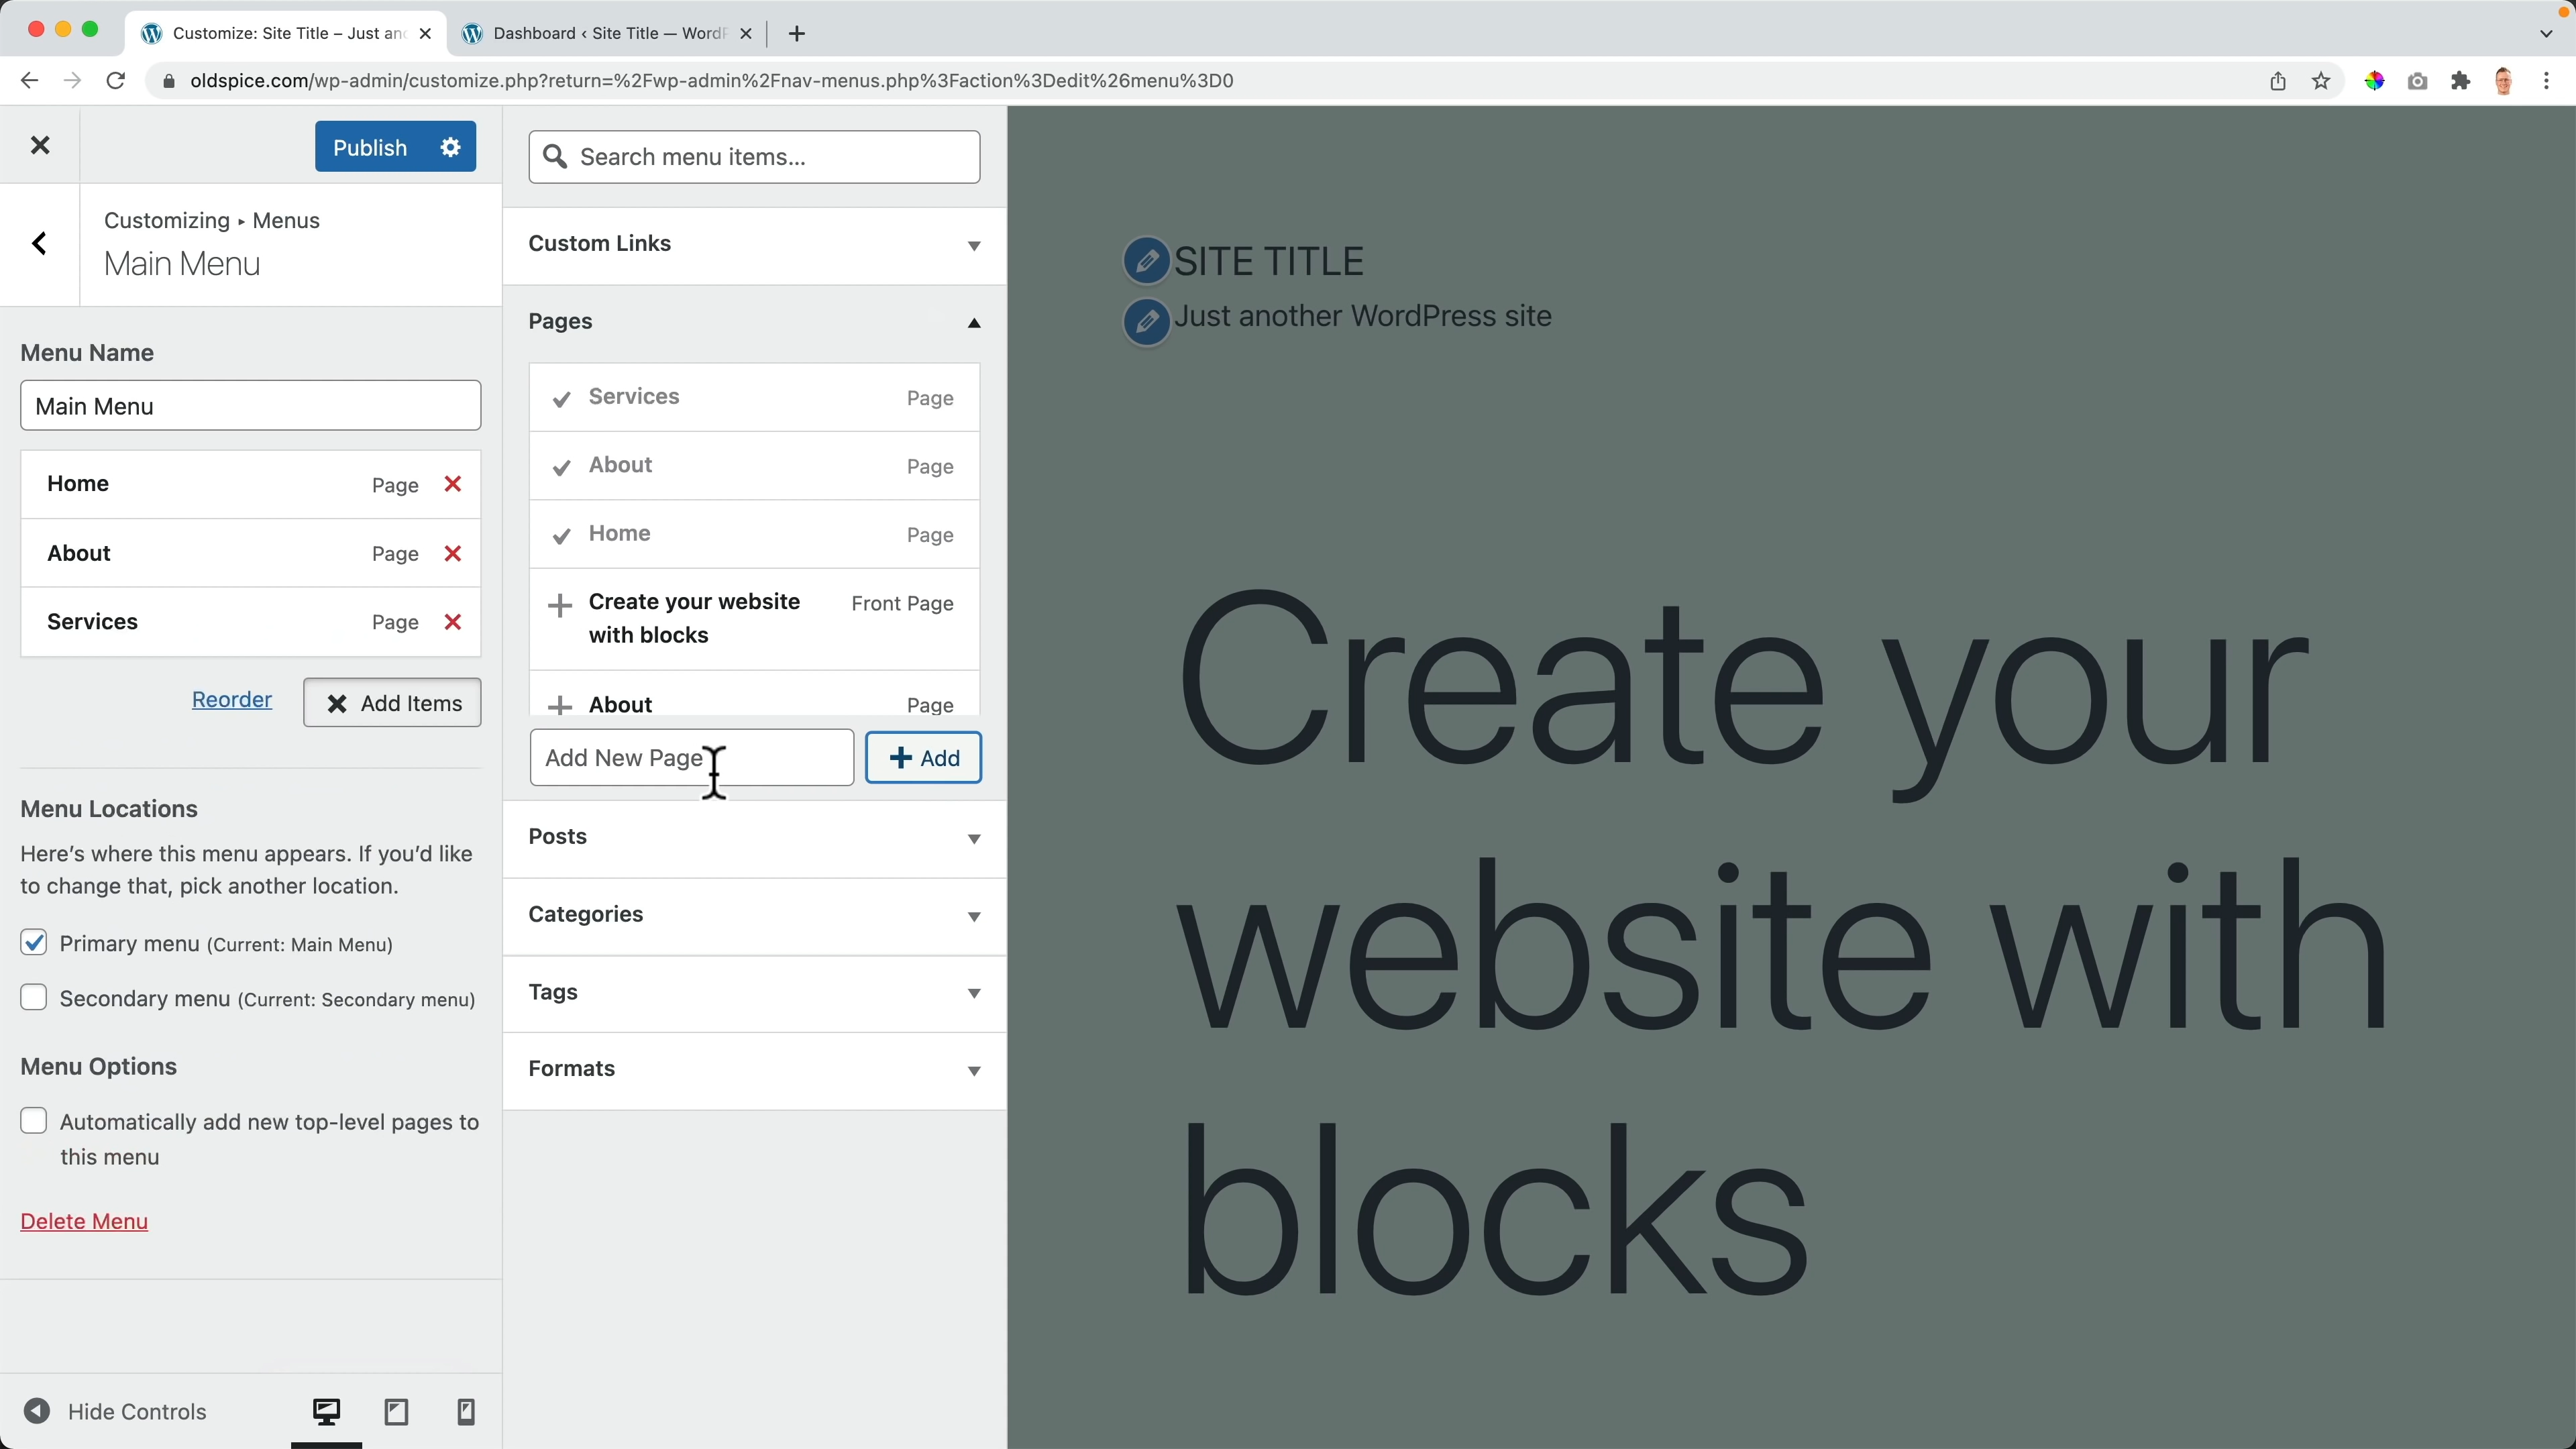 Customize: Site Title – Just an
Dashboard ‹ Site Title — WordP
oldspice.com/wp-admin/customize.php?return=%2Fwp-admin%2Fnav-menus.php%3Faction%3Dedit%26menu%3D0
Publish
Customizing ▸ Menus
Main Menu
Menu Name
Main Menu
Home Page
About Page
Services Page
Reorder Add Items
Menu Locations
Here’s where this menu appears. If you’d like
to change that, pick another location.
Primary menu (Current: Main Menu)
Secondary menu (Current: Secondary menu)
Menu Options
Automatically add new top-level pages to
this menu
Delete Menu
Hide Controls
Search menu items...
Custom Links
Pages
Services Page
About Page
Home Page
Create your website Front Page
with blocks
About Page
Add New Page
Add
Posts
Categories
Tags
Formats
SITE TITLE
Just another WordPress site
Create your
website with
blocks